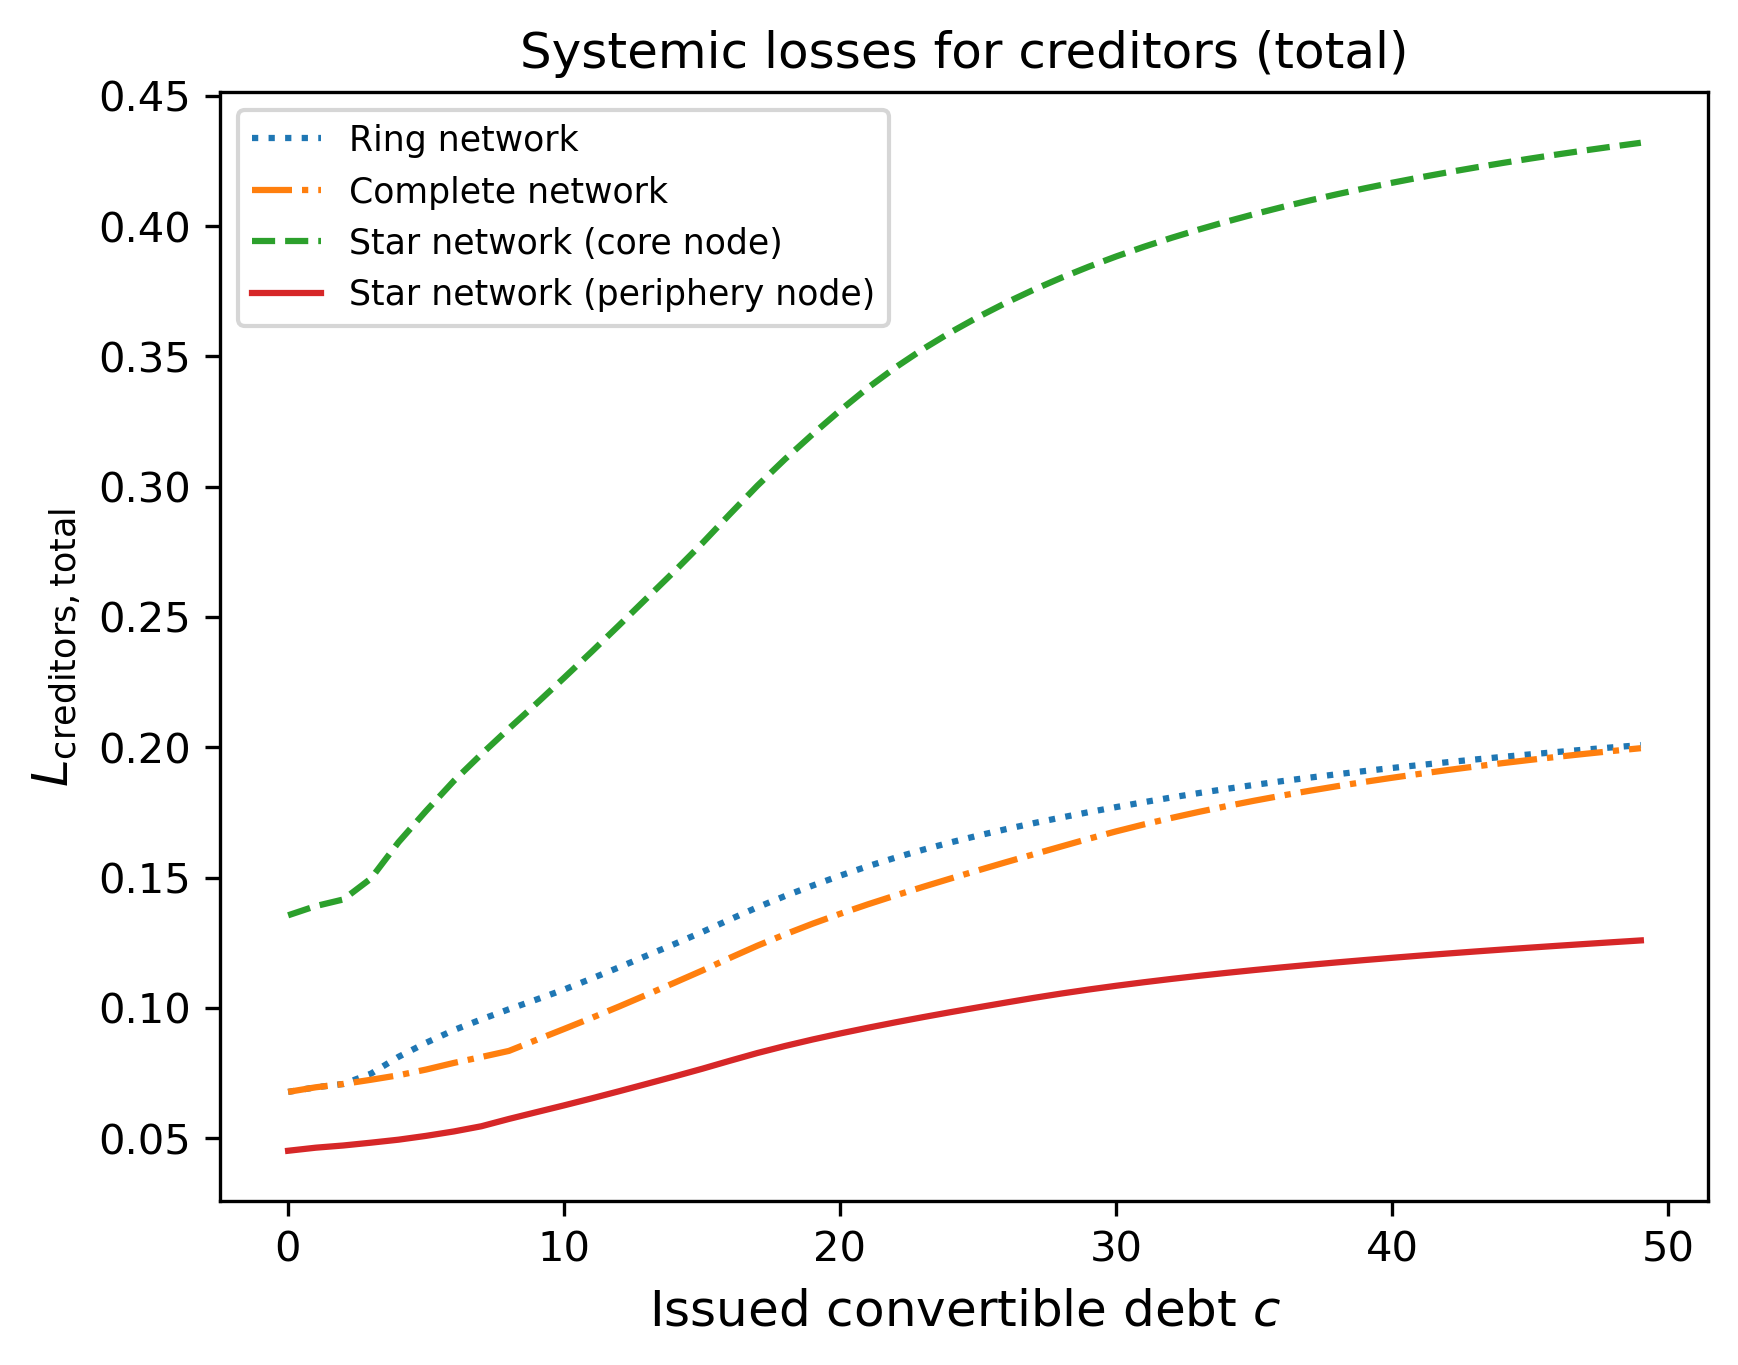 Systemic losses for creditors (total)
0.45
0.40
0.35
0.30
0.25
0.20
0.15
0.10
0.05
L creditors, total
Ring network
Complete network
Star network (core node)
Star network (periphery node)
0 10 20 30 40 50
Issued convertible debt c